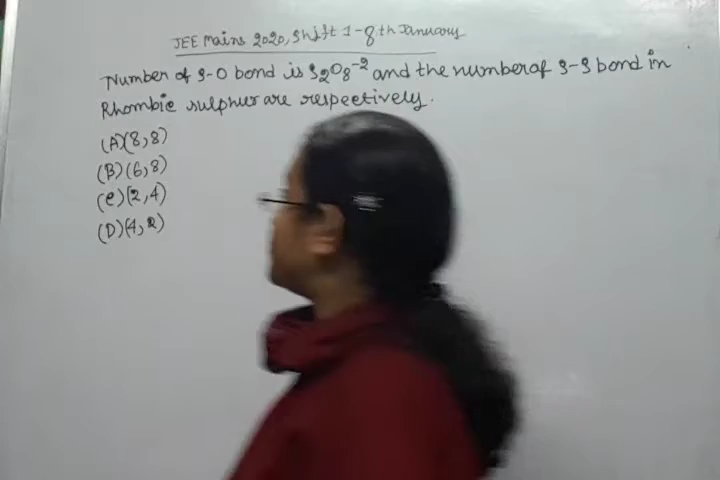 JEE Mains 2020, Shift 1-8th January
Number of S-O bond is S2O8⁻² and the number of S-S bond in
Rhombic sulphur are respectively.
(A)(8,8)
(B)(6,8)
(C)(2,4)
(D)(4,2)